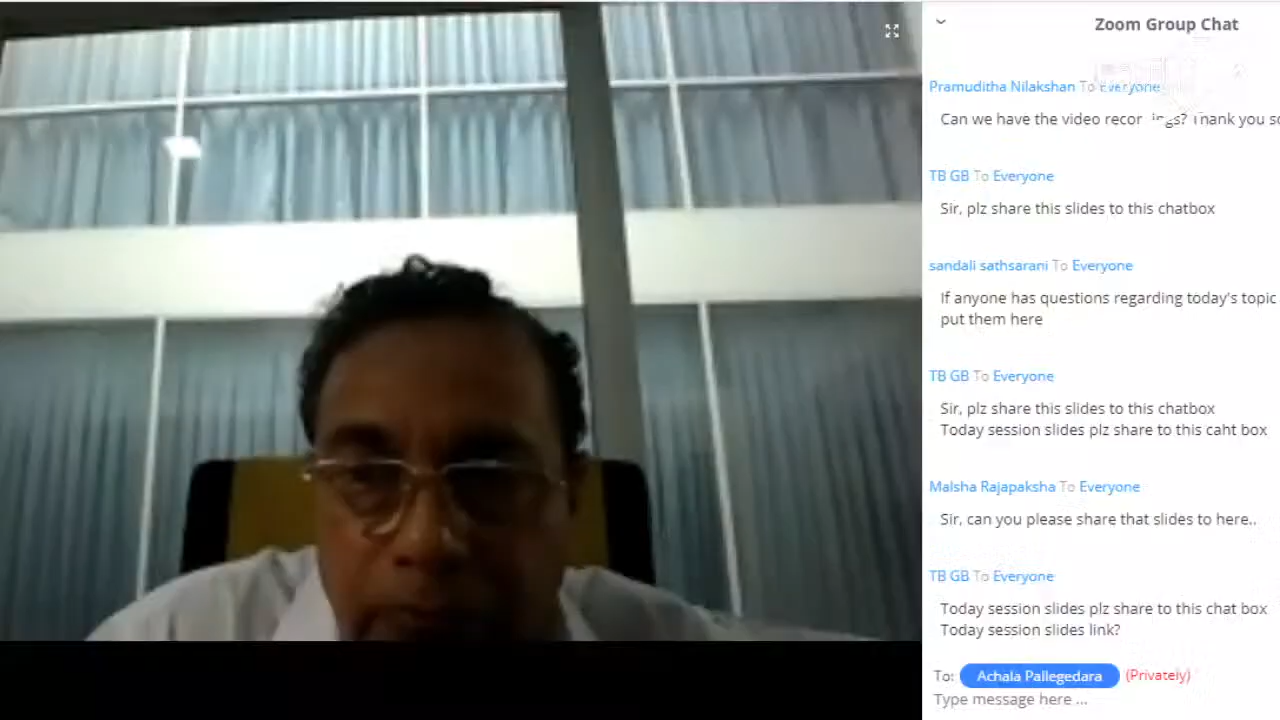 Zoom Group Chat
Pramuditha Nilakshan To Everyone
Can we have the video you so
TB GB To Everyone
Sir, plz share this slides to this chatbox
sandali sathsarani To Everyone
If anyone has questions regarding today's topic
put them here
TB GB To Everyone
Sir, plz share this slides to this chatbox
Today session slides plz share to this caht box
Malsha Rajapaksha To Everyone
Sir, can you please share that slides to here..
TB GB To Everyone
Today session slides plz share to this chat box
Today session slides link?
To: Achala Pallegedara (Privately)
Type message here ...